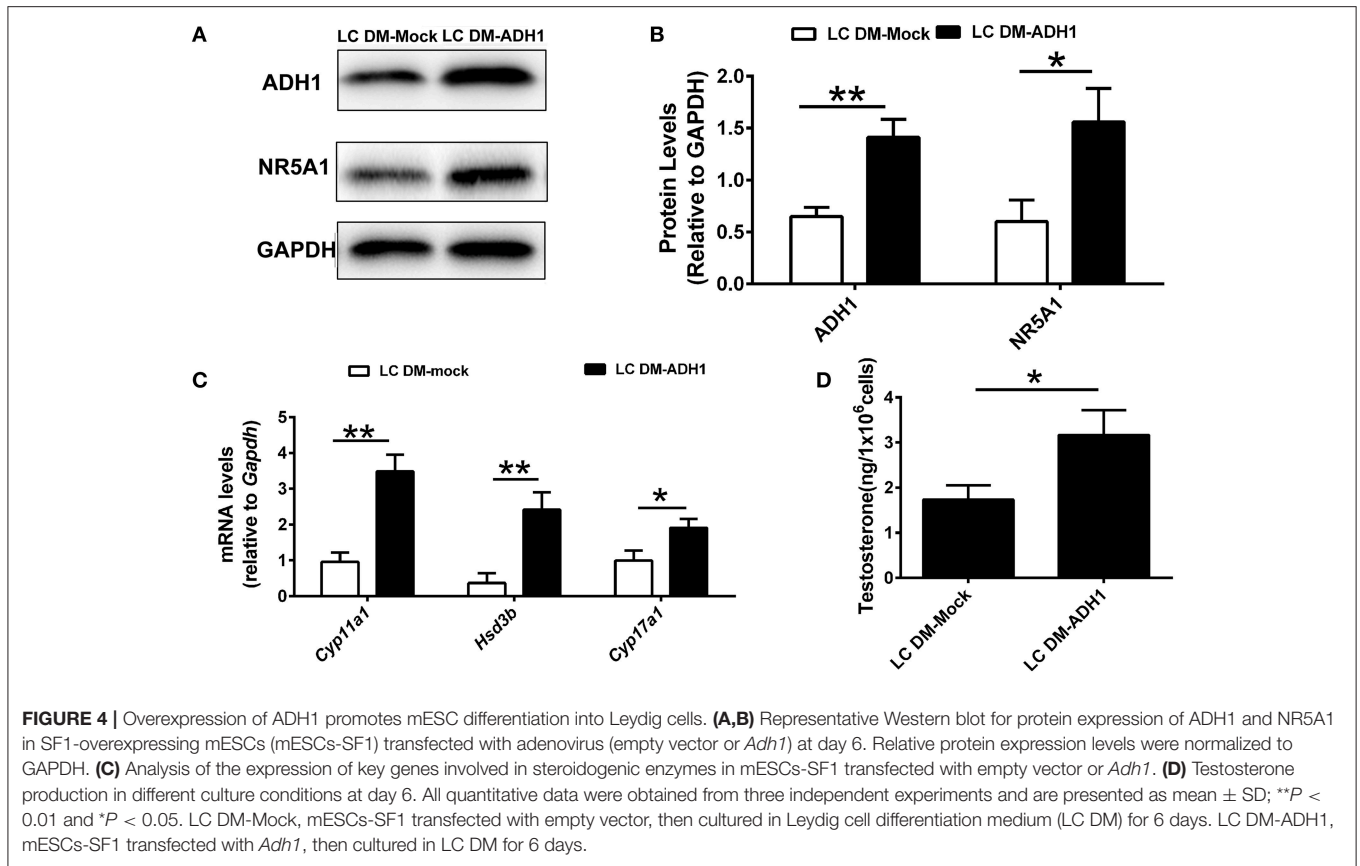 A
LC DM-Mock LC DM-ADH1
ADH1
NR5A1
GAPDH
B
LC DM-Mock LC DM-ADH1
Protein Levels
(Relative to GAPDH)
2.0
1.5
1.0
0.5
0.0
**
*
ADH1
NR5A1
C
LC DM-mock LC DM-ADH1
mRNA levels
(relative to Gapdh)
5
4
3
2
1
0
**
**
*
Cyp11a1
Hsd3b
Cyp17a1
D
Testosterone(ng/1x10⁶cells)
4
3
2
1
0
*
LC DM-Mock
LC DM-ADH1
FIGURE 4 | Overexpression of ADH1 promotes mESC differentiation into Leydig cells. (A,B) Representative Western blot for protein expression of ADH1 and NR5A1
in SF1-overexpressing mESCs (mESCs-SF1) transfected with adenovirus (empty vector or Adh1) at day 6. Relative protein expression levels were normalized to
GAPDH. (C) Analysis of the expression of key genes involved in steroidogenic enzymes in mESCs-SF1 transfected with empty vector or Adh1. (D) Testosterone
production in different culture conditions at day 6. All quantitative data were obtained from three independent experiments and are presented as mean ± SD; **P <
0.01 and *P < 0.05. LC DM-Mock, mESCs-SF1 transfected with empty vector, then cultured in Leydig cell differentiation medium (LC DM) for 6 days. LC DM-ADH1,
mESCs-SF1 transfected with Adh1, then cultured in LC DM for 6 days.